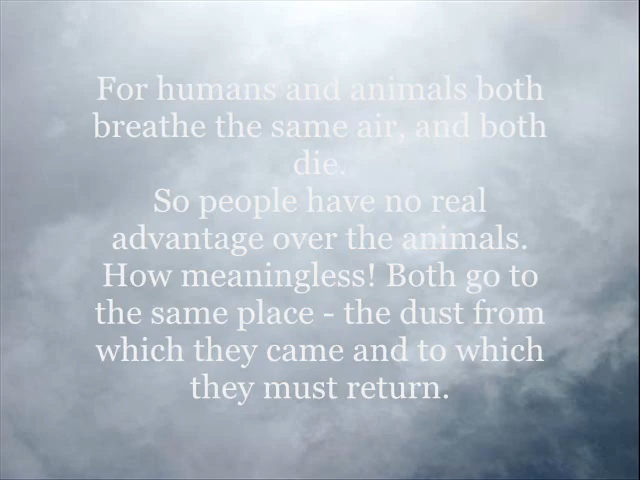 For humans and animals both
breathe the same air, and both
die.
So people have no real
advantage over the animals.
How meaningless! Both go to
the same place - the dust from
which they came and to which
they must return.